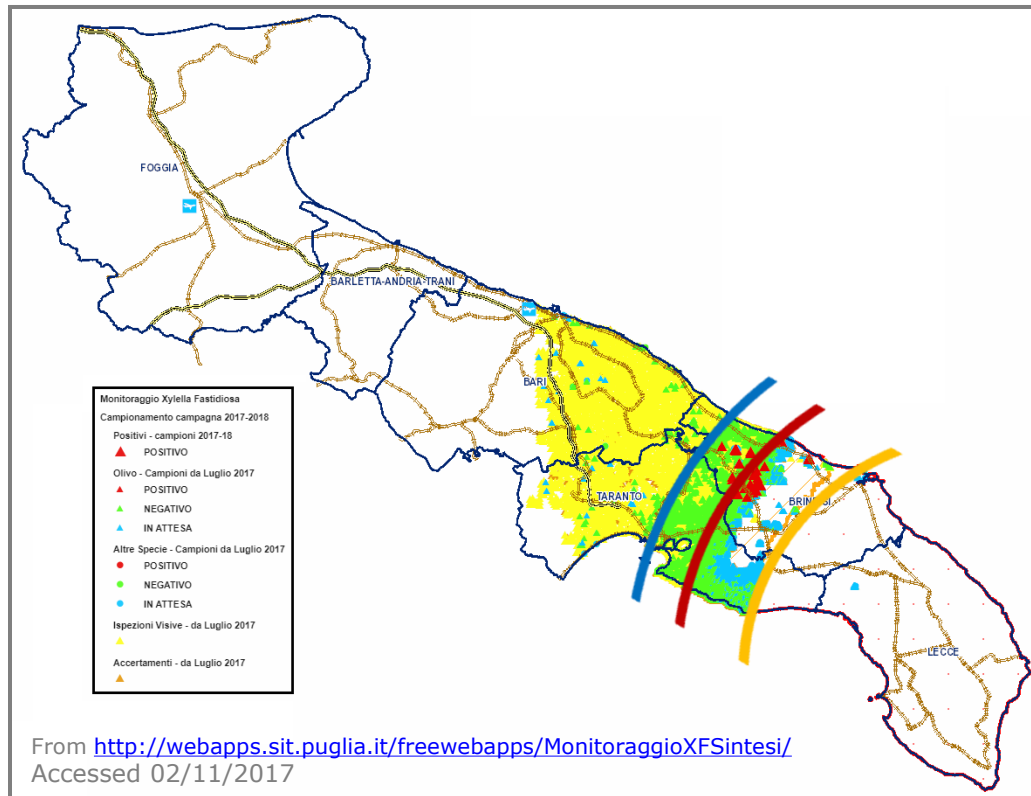 FOGGIA
BARLETTA-ANDRIA-TRANI
BARI
TARANTO
BRINDISI
LECCE
Monitoraggio Xylella Fastidiosa
Campionamento campagna 2017-2018
Positivi - campioni 2017-18
POSITIVO
Olivo - Campioni da Luglio 2017
POSITIVO
NEGATIVO
IN ATTESA
Altre Specie - Campioni da Luglio 2017
POSITIVO
NEGATIVO
IN ATTESA
Ispezioni Visive - da Luglio 2017
Accertamenti - da Luglio 2017
From http://webapps.sit.puglia.it/freewebapps/MonitoraggioXFSintesi/
Accessed 02/11/2017